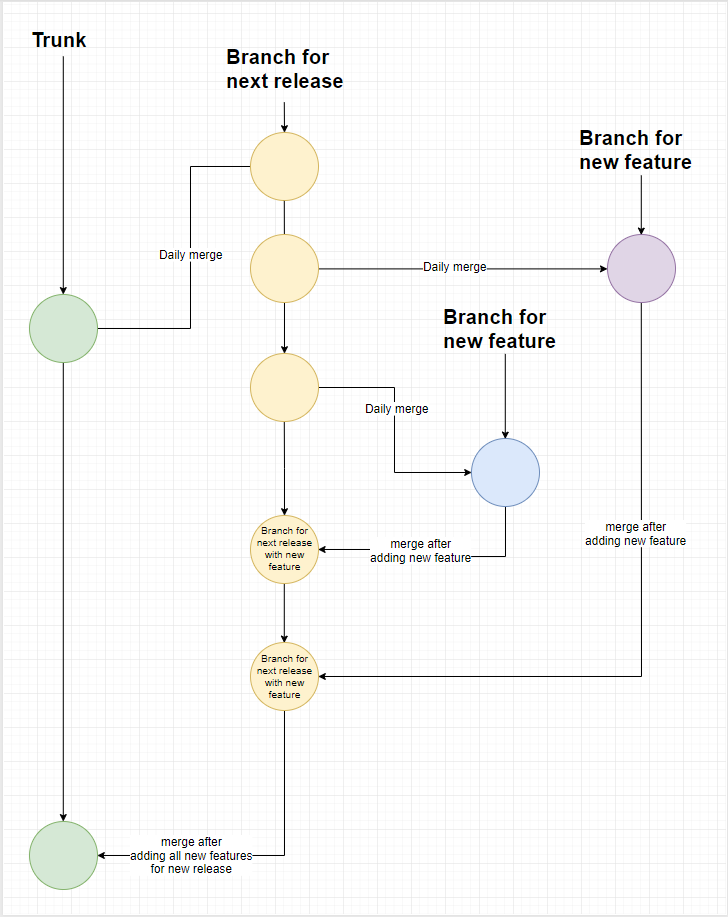 Trunk
Branch for
next release
Branch for
new feature
Daily merge
Daily merge
Branch for
new feature
Daily merge
Branch for
next release
with new
feature
merge after
adding new feature
merge after
adding new feature
Branch for
next release
with new
feature
merge after
adding all new features
for new release